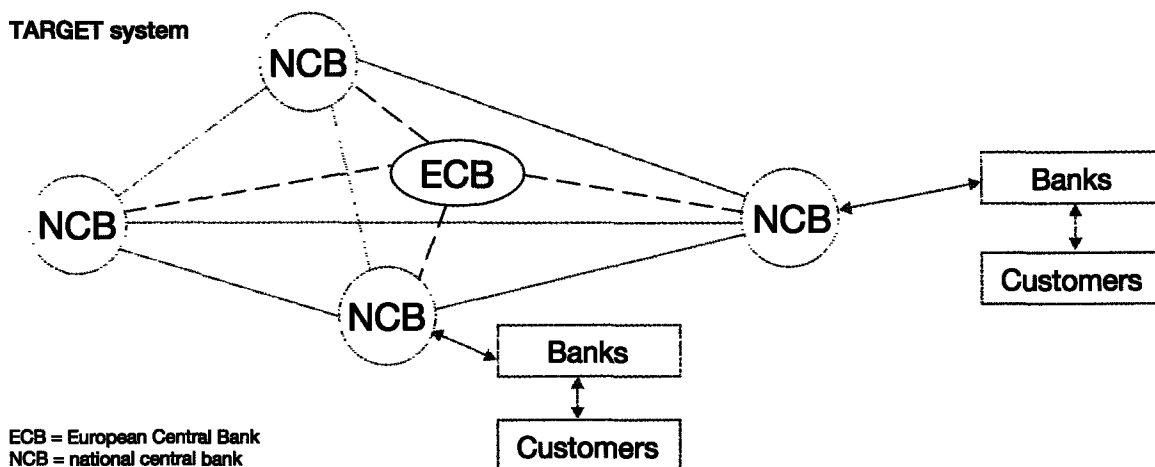 TARGET system
NCB
ECB
NCB
NCB
NCB
Banks
Customers
Banks
Customers
ECB = European Central Bank
NCB = national central bank